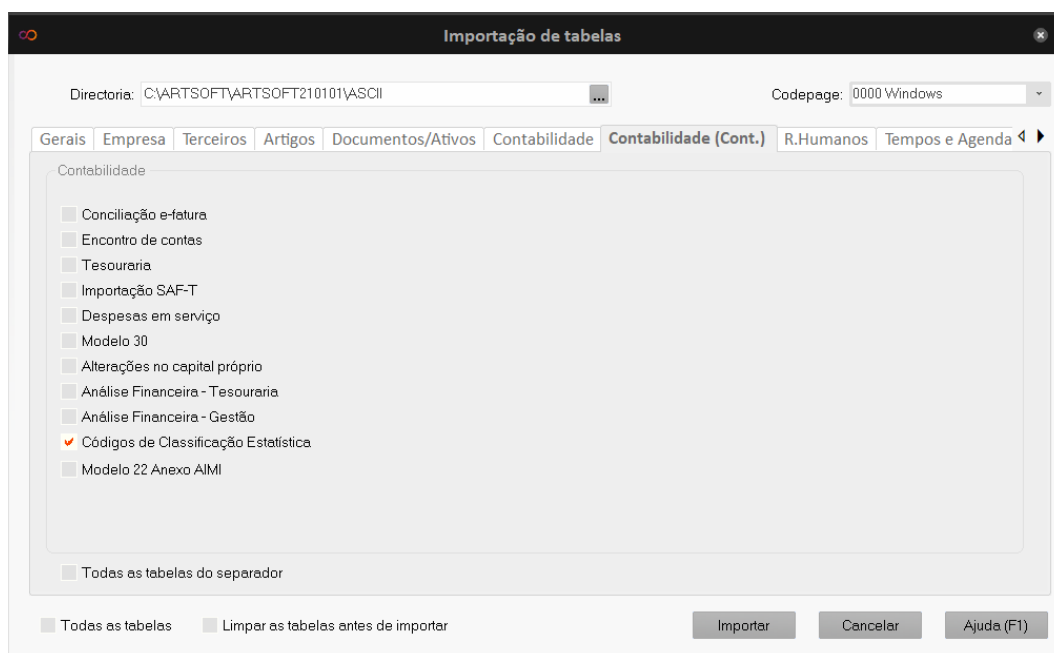 Importação de tabelas
Directoria: C:\ARTSOFT\ARTSOFT210101\ASCII ... Codepage: 0000 Windows
Gerais Empresa Terceiros Artigos Documentos/Ativos Contabilidade Contabilidade (Cont.) R.Humanos Tempos e Agenda
Contabilidade
Conciliação e-fatura
Encontro de contas
Tesouraria
Importação SAF-T
Despesas em serviço
Modelo 30
Alterações no capital próprio
Análise Financeira - Tesouraria
Análise Financeira - Gestão
Códigos de Classificação Estatística
Modelo 22 Anexo AIMI
Todas as tabelas do separador
Todas as tabelas Limpar as tabelas antes de importar Importar Cancelar Ajuda (F1)